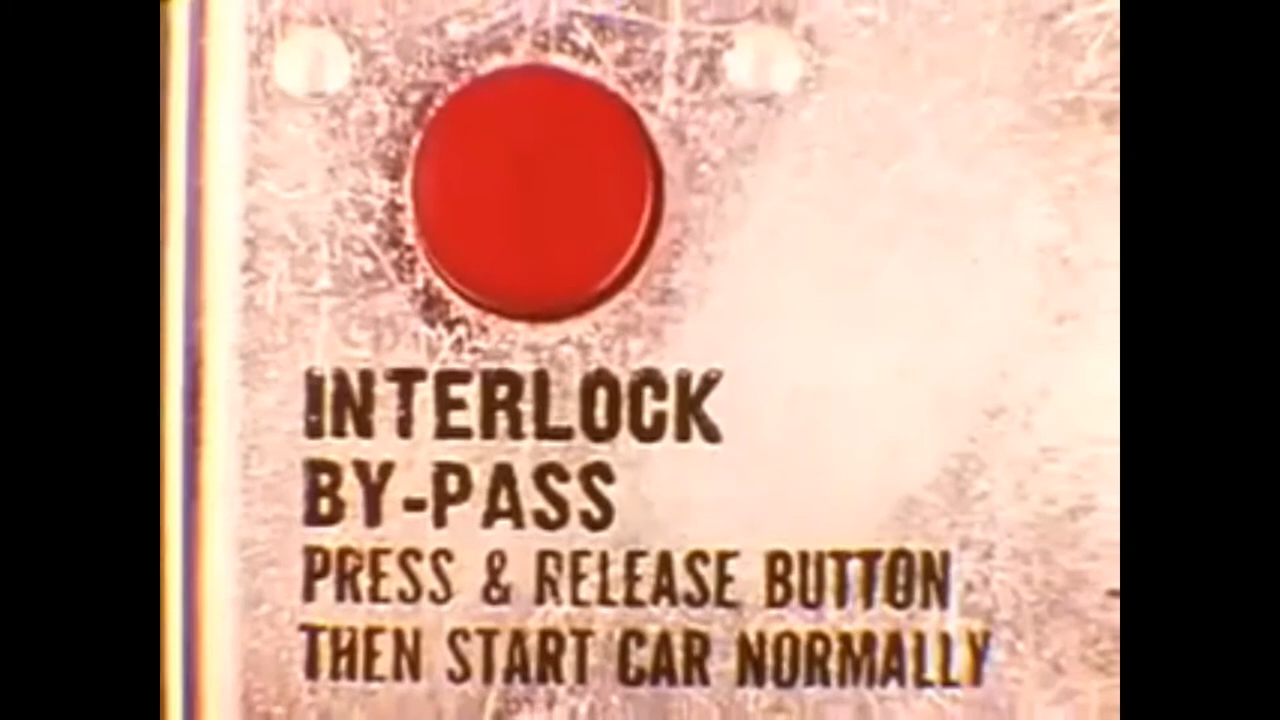 INTERLOCK
BY-PASS
PRESS & RELEASE BUTTON
THEN START CAR NORMALLY